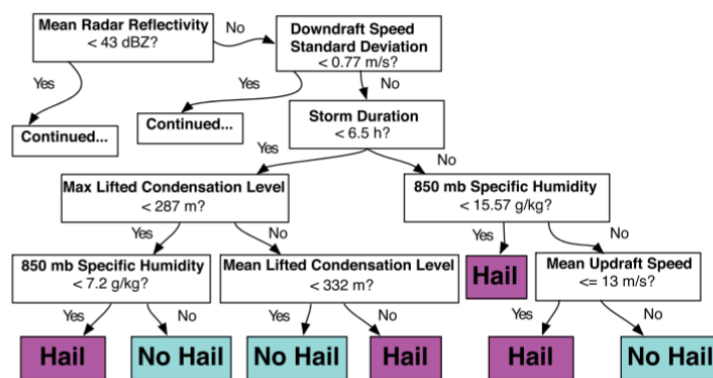 Mean Radar Reflectivity
< 43 dBZ?
No
Downdraft Speed
Standard Deviation
< 0.77 m/s?
Yes
Yes
No
Continued...
Continued...
Storm Duration
< 6.5 h?
Yes
No
Max Lifted Condensation Level
< 287 m?
850 mb Specific Humidity
< 15.57 g/kg?
Yes
No
Yes
No
850 mb Specific Humidity
< 7.2 g/kg?
Mean Lifted Condensation Level
< 332 m?
Hail
Mean Updraft Speed
<= 13 m/s?
Yes
No
Yes
No
Yes
No
Hail
No Hail
No Hail
Hail
Hail
No Hail